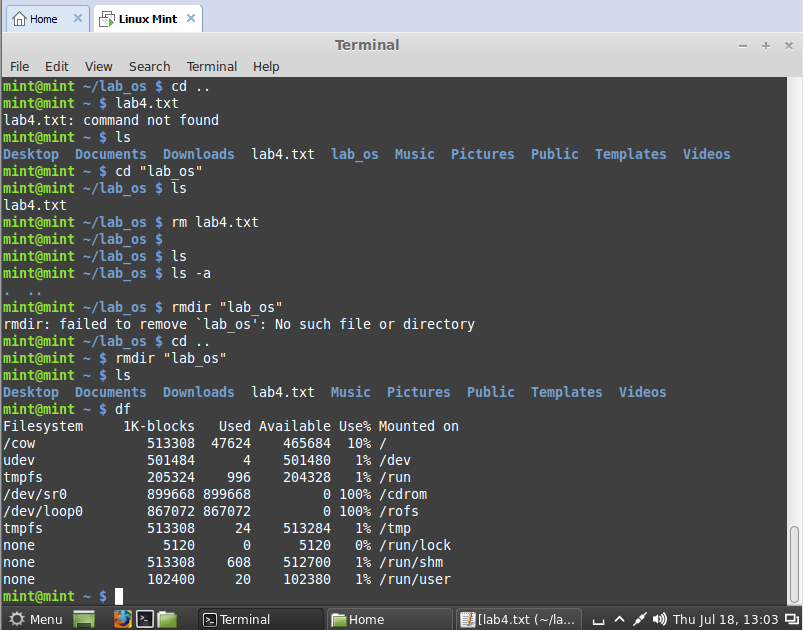 Home
Linux Mint
Terminal
File Edit View Search Terminal Help
mint@mint ~/lab_os $ cd ..
mint@mint ~ $ lab4.txt
lab4.txt: command not found
mint@mint ~ $ ls
Desktop Documents Downloads lab4.txt lab_os Music Pictures Public Templates Videos
mint@mint ~ $ cd "lab_os"
mint@mint ~/lab_os $ ls
lab4.txt
mint@mint ~/lab_os $ rm lab4.txt
mint@mint ~/lab_os $
mint@mint ~/lab_os $ ls
mint@mint ~/lab_os $ ls -a
. ..
mint@mint ~/lab_os $ rmdir "lab_os"
rmdir: failed to remove `lab_os': No such file or directory
mint@mint ~/lab_os $ cd ..
mint@mint ~ $ rmdir "lab_os"
mint@mint ~ $ ls
Desktop Documents Downloads lab4.txt Music Pictures Public Templates Videos
mint@mint ~ $ df
Filesystem 1K-blocks Used Available Use% Mounted on
/cow 513308 47624 465684 10% /
udev 501484 4 501480 1% /dev
tmpfs 205324 996 204328 1% /run
/dev/sr0 899668 899668 0 100% /cdrom
/dev/loop0 867072 867072 0 100% /rofs
tmpfs 513308 24 513284 1% /tmp
none 5120 0 5120 0% /run/lock
none 513308 608 512700 1% /run/shm
none 102400 20 102380 1% /run/user
mint@mint ~ $
Menu Terminal Home [lab4.txt (~/la... Thu Jul 18, 13:03